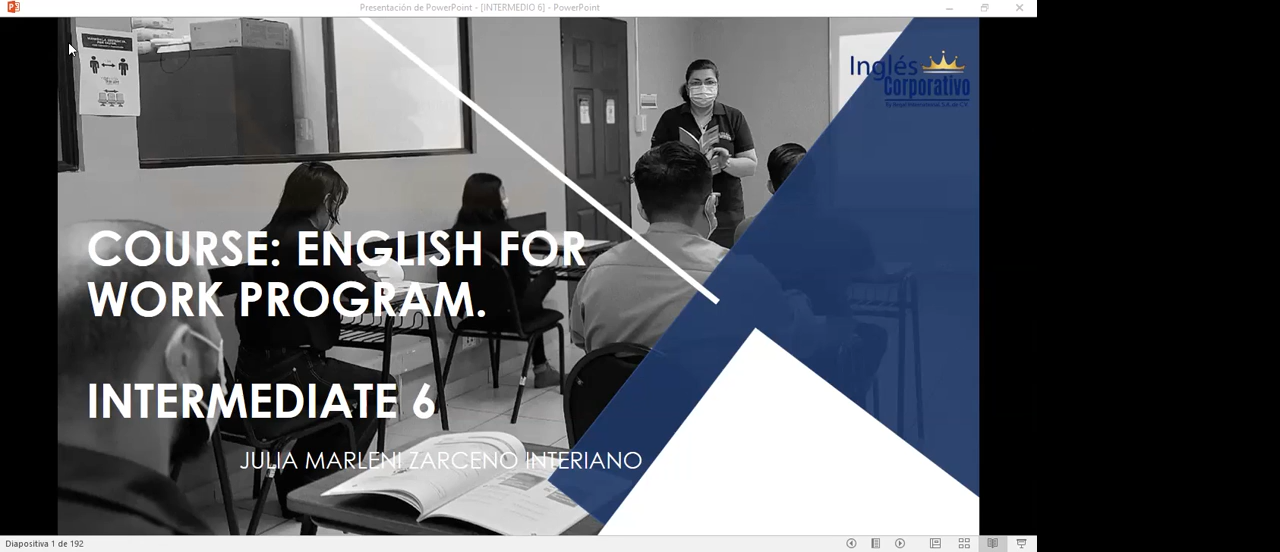 Presentación de PowerPoint - [INTERMEDIO 6] - PowerPoint
Inglés
Corporativo
COURSE: ENGLISH FOR
WORK PROGRAM.
INTERMEDIATE 6
JULIA MARLENI ZARCENO INTERIANO
Diapositiva 1 de 192